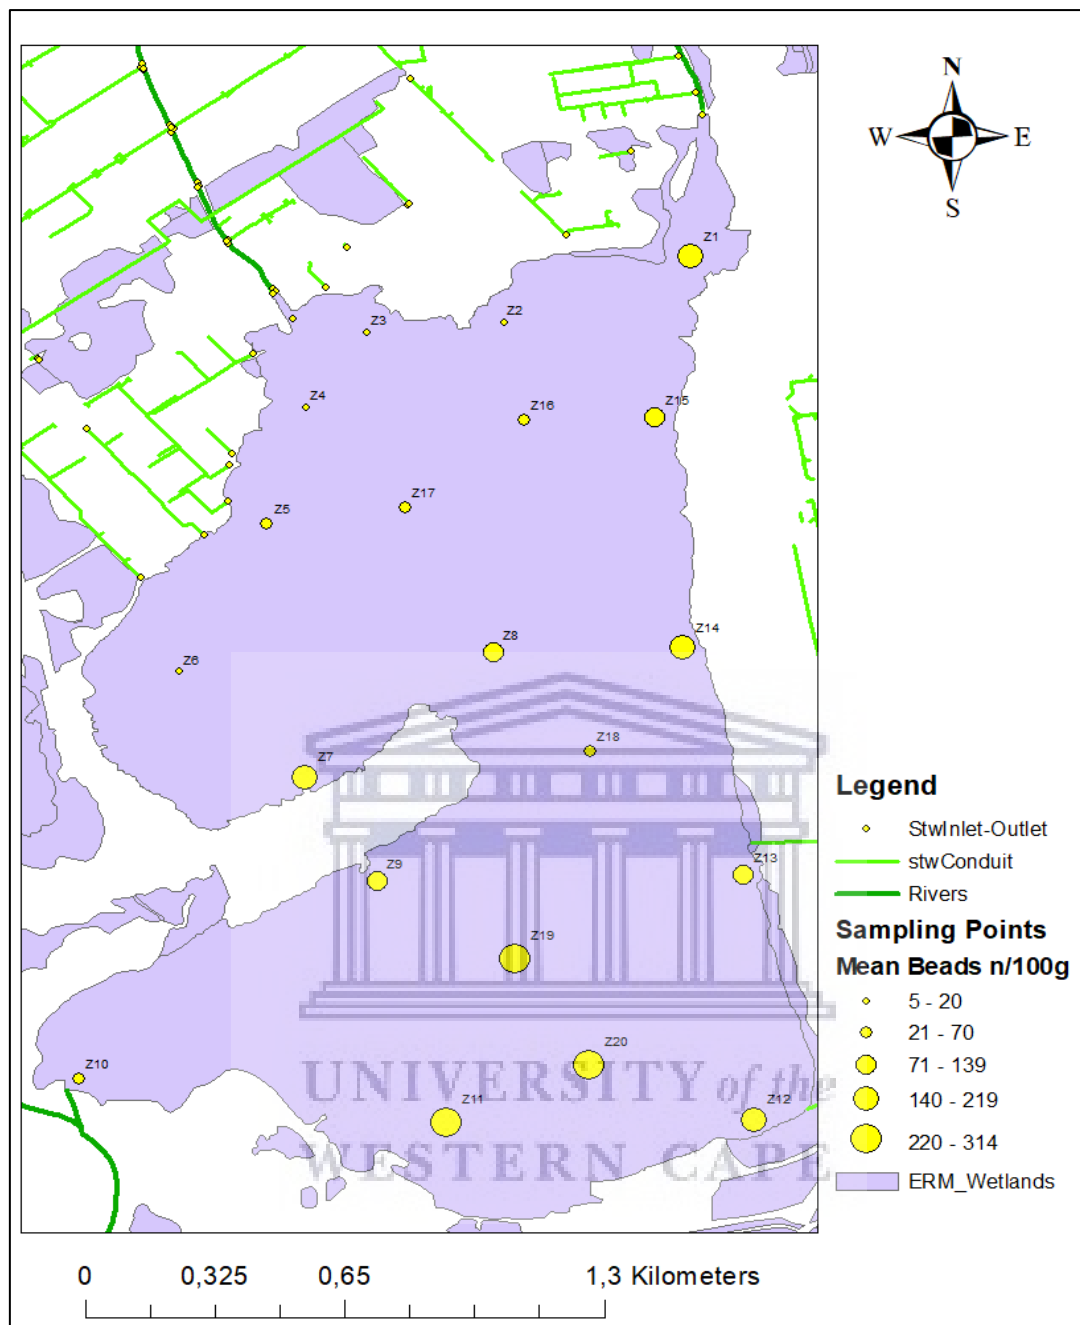 N
W E
S
Z1
Z2
Z3
Z4
Z16
Z15
Z17
Z5
Z14
Z8
Z6
Z18
Z7
Z13
Z9
Z19
Z20
Z10
Z11
Z12
UNIVERSITY of the
WESTERN CAPE
Legend
StwInlet-Outlet
stwConduit
Rivers
Sampling Points
Mean Beads n/100g
5 - 20
21 - 70
71 - 139
140 - 219
220 - 314
ERM_Wetlands
0 0,325 0,65 1,3 Kilometers